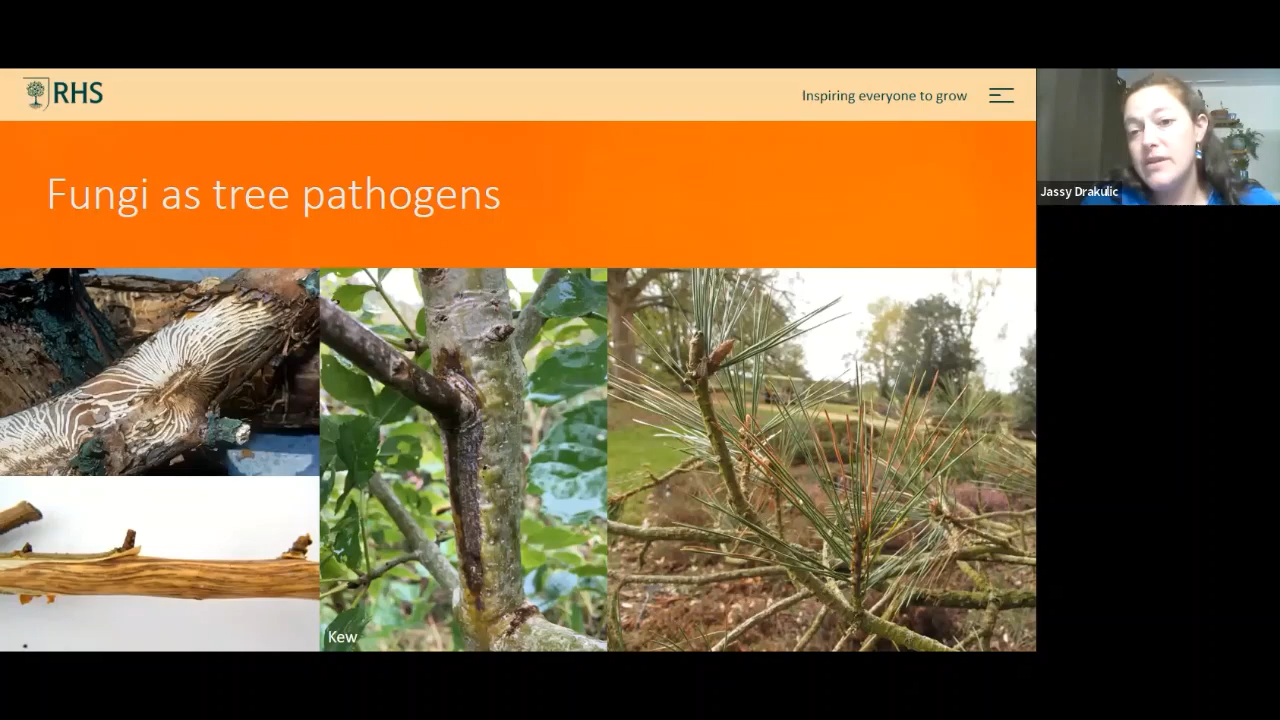 RHS
Inspiring everyone to grow
Fungi as tree pathogens
Kew
Jassy Drakulic